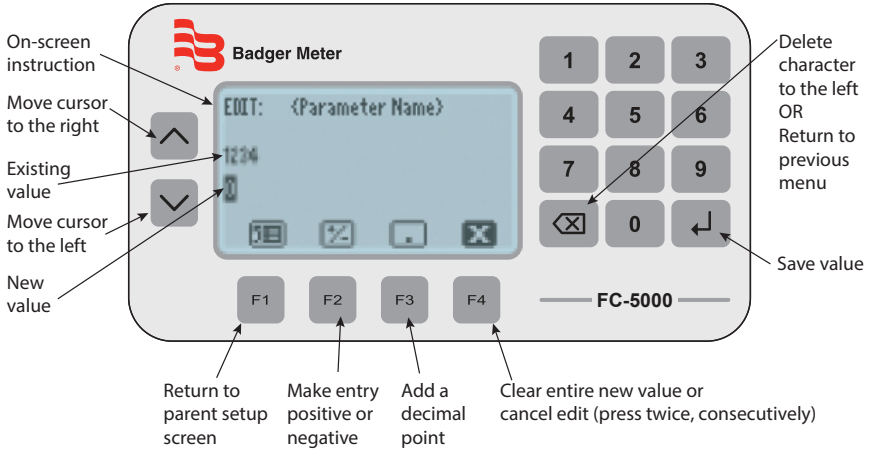 On-screen
instruction
Move cursor
to the right
Existing
value
Move cursor
to the left
New
value
®
Badger Meter
EDIT: <Parameter Name>
1234
0
+/-
.
X
1 2 3
4 5 6
7 8 9
0
F1 F2 F3 F4
FC-5000
Delete
character
to the left
OR
Return to
previous
menu
Save value
Return to
parent setup
screen
Make entry
positive or
negative
Add a
decimal
point
Clear entire new value or
cancel edit (press twice, consecutively)